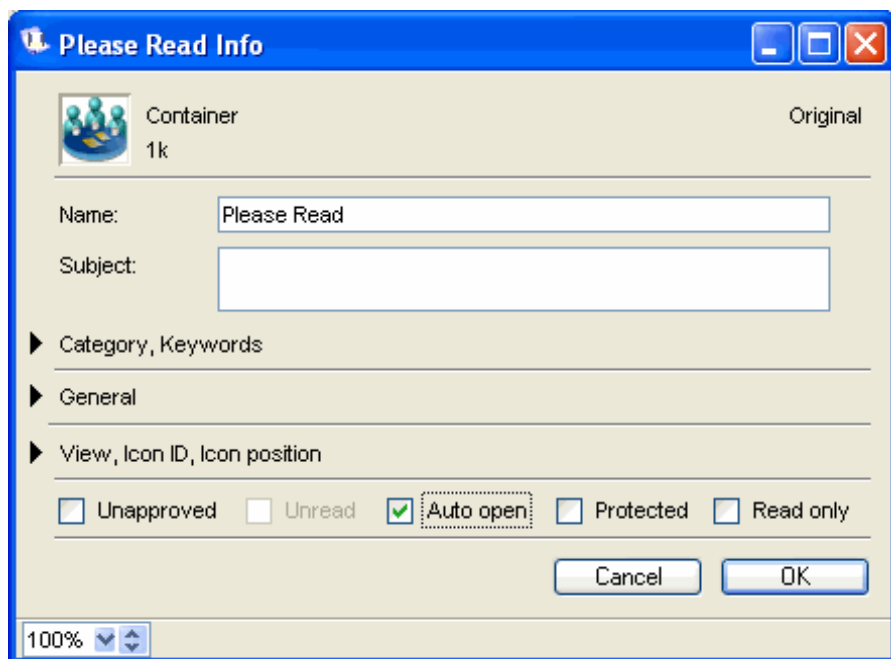 Please Read Info
Container Original
1k
Name: Please Read
Subject:
Category, Keywords
General
View, Icon ID, Icon position
Unapproved Unread Auto open Protected Read only
Cancel OK
100%